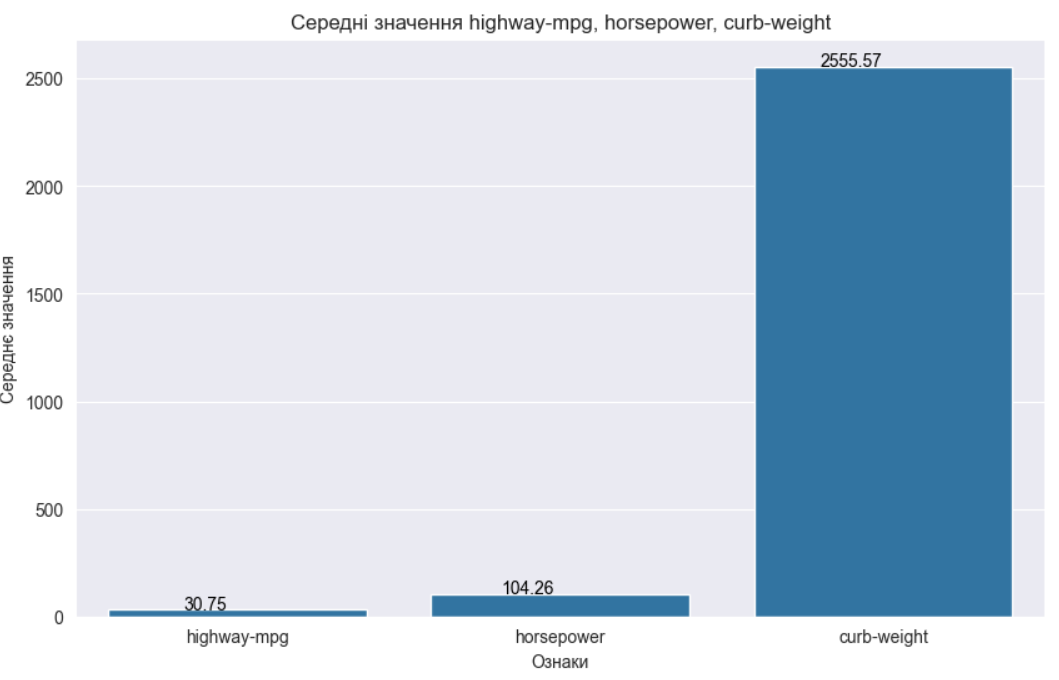 Середні значення highway-mpg, horsepower, curb-weight
Середнє значення
2500
2000
1500
1000
500
0
2555.57
104.26
30.75
highway-mpg
horsepower
curb-weight
Ознаки